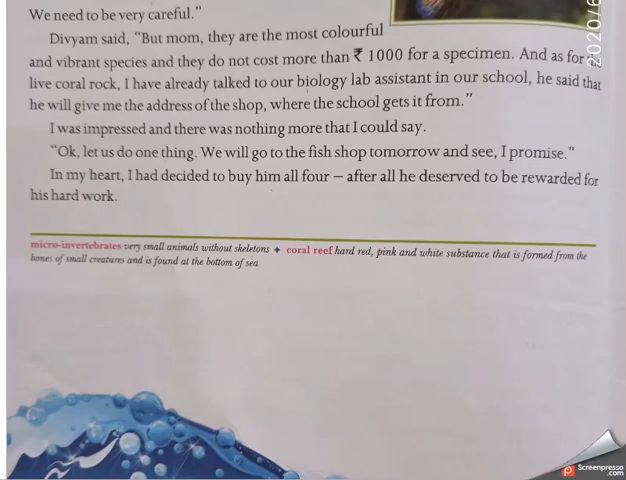 We need to be very careful."
Divyam said, "But mom, they are the most colourful
and vibrant species and they do not cost more than ₹ 1000 for a specimen. And as for a
live coral rock, I have already talked to our biology lab assistant in our school, he said that
he will give me the address of the shop, where the school gets it from."
I was impressed and there was nothing more that I could say.
"Ok, let us do one thing. We will go to the fish shop tomorrow and see, I promise."
In my heart, I had decided to buy him all four – after all he deserved to be rewarded for
his hard work.
micro-invertebrates very small animals without skeletons ✦ coral reef hard red, pink and white substance that is formed from the
bones of small creatures and is found at the bottom of sea
2020/6
Screenpresso
.com